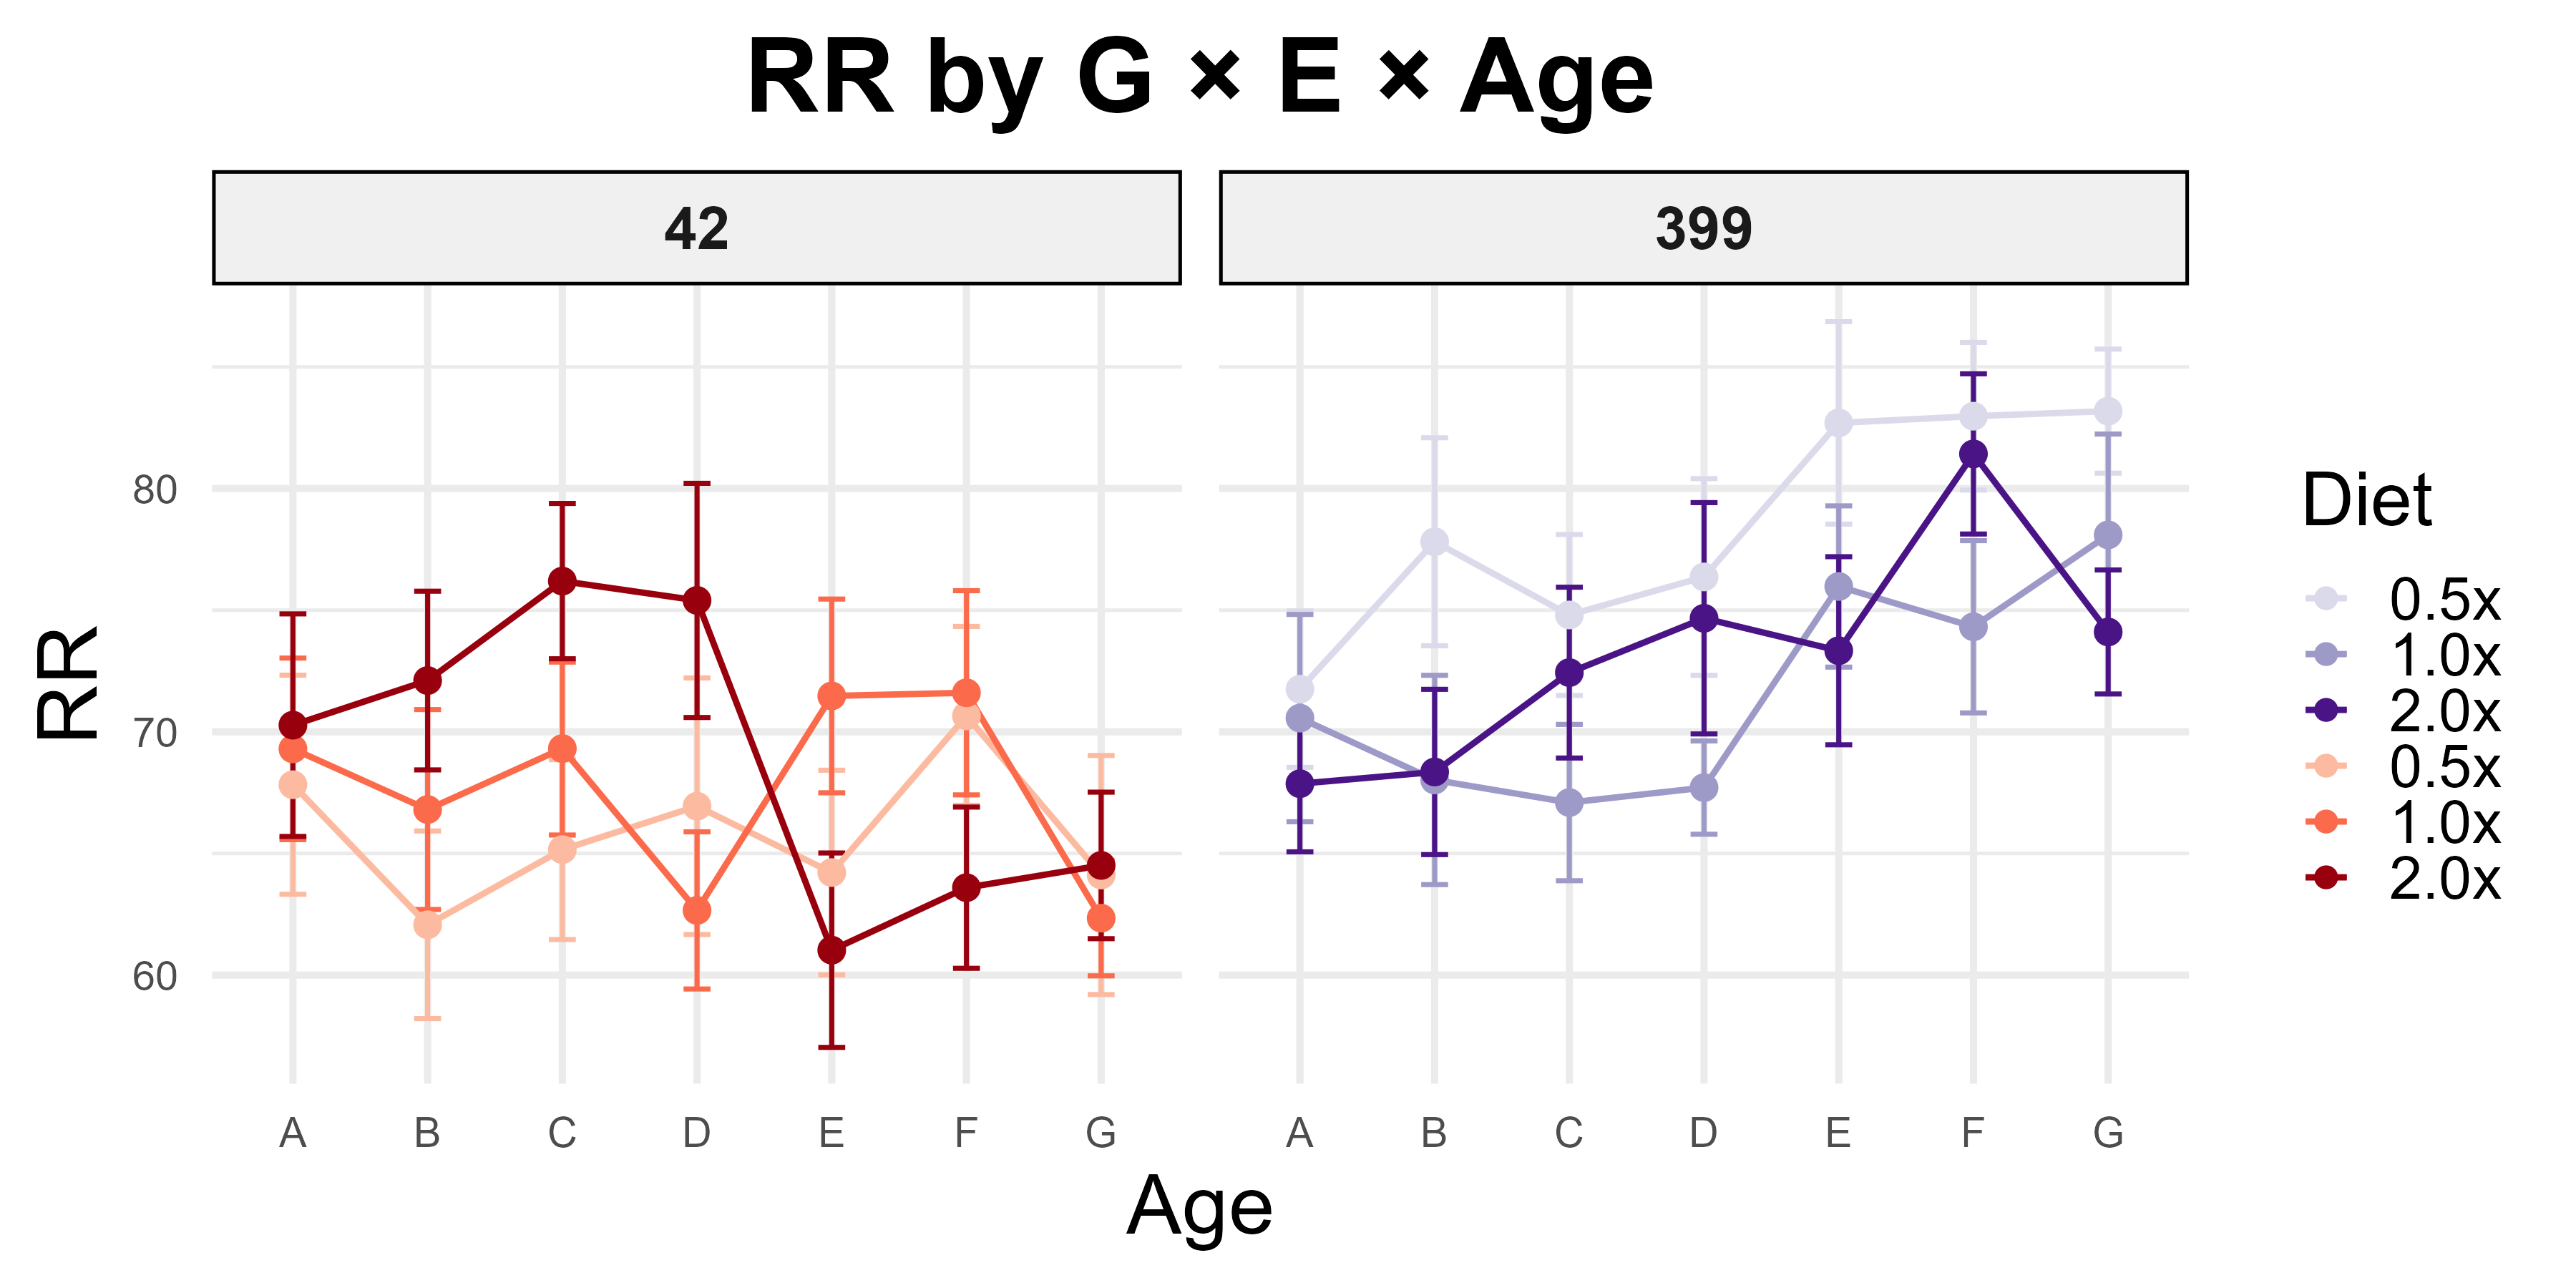 RR by G × E × Age
42
399
RR
80
70
60
A B C D E F G
A B C D E F G
Age
Diet
0.5x
1.0x
2.0x
0.5x
1.0x
2.0x